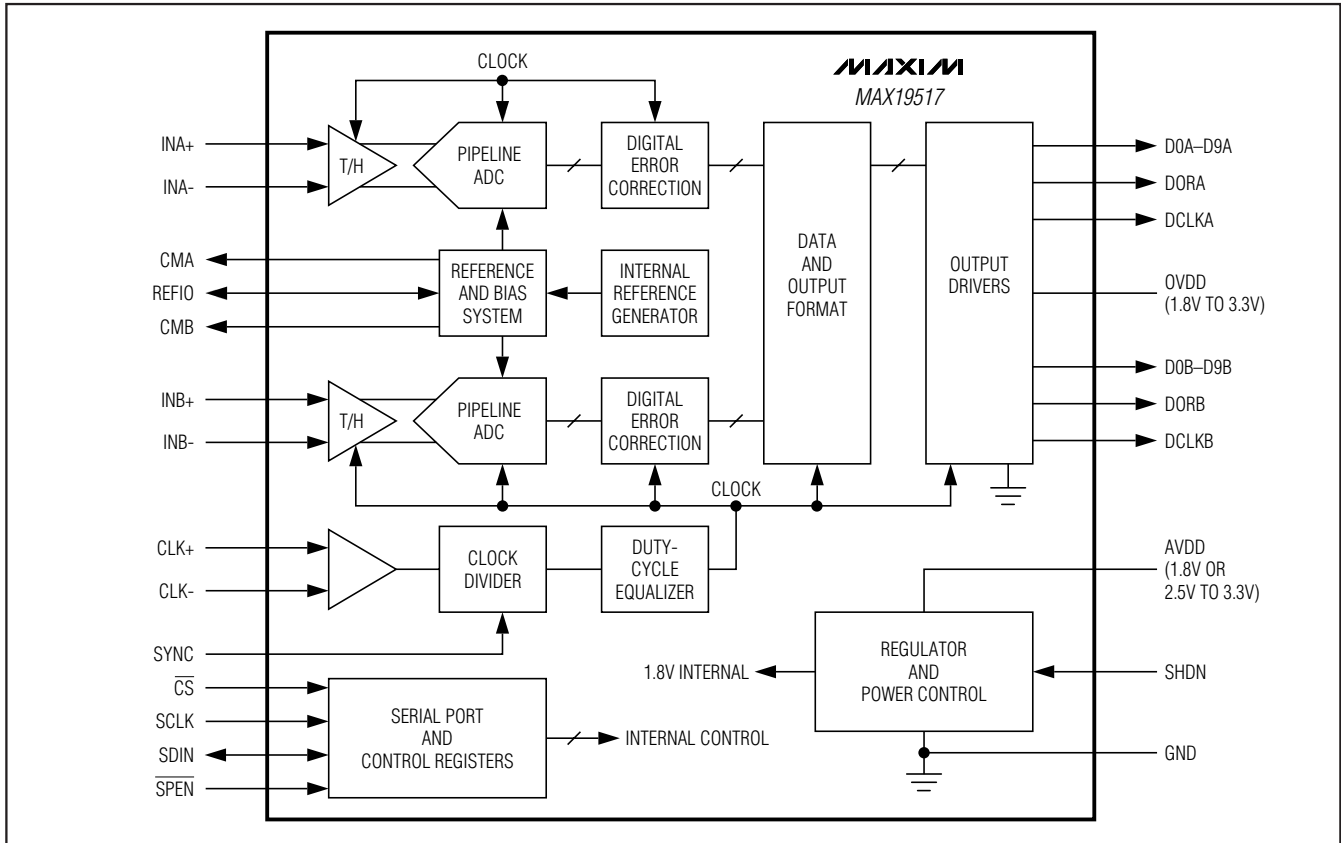 CLOCK
MAXIM
MAX19517
INA+
INA-
T/H
PIPELINE
ADC
DIGITAL
ERROR
CORRECTION
DATA
AND
OUTPUT
FORMAT
OUTPUT
DRIVERS
D0A–D9A
DORA
DCLKA
CMA
REFIO
CMB
REFERENCE
AND BIAS
SYSTEM
INTERNAL
REFERENCE
GENERATOR
OVDD
(1.8V TO 3.3V)
INB+
INB-
T/H
PIPELINE
ADC
DIGITAL
ERROR
CORRECTION
D0B–D9B
DORB
DCLKB
CLOCK
CLK+
CLK-
CLOCK
DIVIDER
DUTY-
CYCLE
EQUALIZER
AVDD
(1.8V OR
2.5V TO 3.3V)
SYNC
CS
SCLK
SDIN
SPEN
SERIAL PORT
AND
CONTROL REGISTERS
INTERNAL CONTROL
1.8V INTERNAL
REGULATOR
AND
POWER CONTROL
SHDN
GND